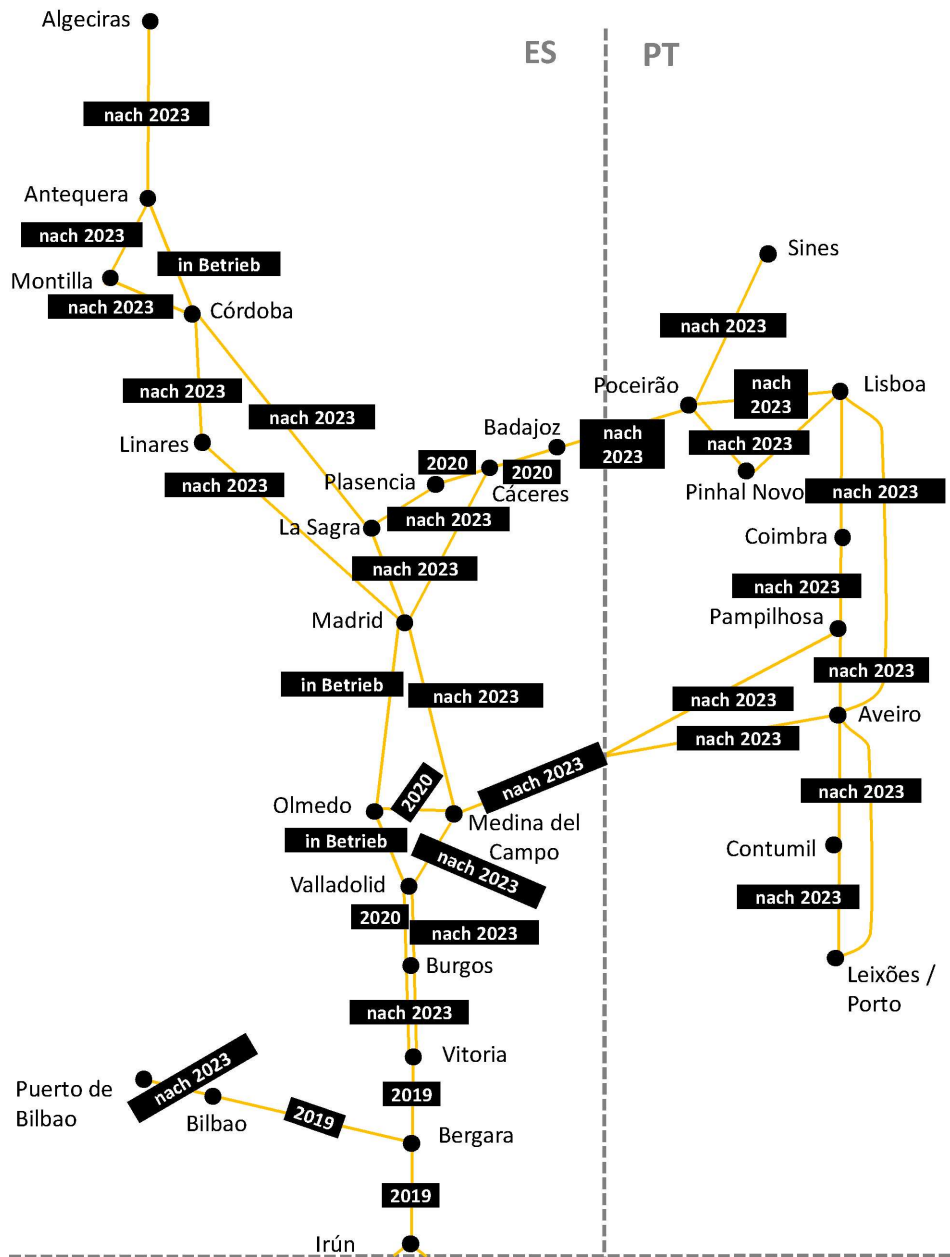 Algeciras
ES
PT
nach 2023
Antequera
nach 2023
in Betrieb
Sines
Montilla
nach 2023
Córdoba
nach 2023
nach 2023
Poceirão
nach
2023
Lisboa
nach 2023
Linares
Badajoz
nach
2023
nach 2023
2020
2020
nach 2023
Plasencia
Cáceres
Pinhal Novo
nach 2023
La Sagra
nach 2023
Coimbra
nach 2023
nach 2023
Madrid
Pampilhosa
in Betrieb
nach 2023
nach 2023
nach 2023
Aveiro
nach 2023
nach 2023
2020
nach 2023
Olmedo
Medina del
Campo
in Betrieb
nach 2023
Contumil
Valladolid
nach 2023
2020
nach 2023
Burgos
Leixões /
Porto
nach 2023
Vitoria
nach 2023
Puerto de
Bilbao
Bilbao
2019
2019
Bergara
2019
Irún